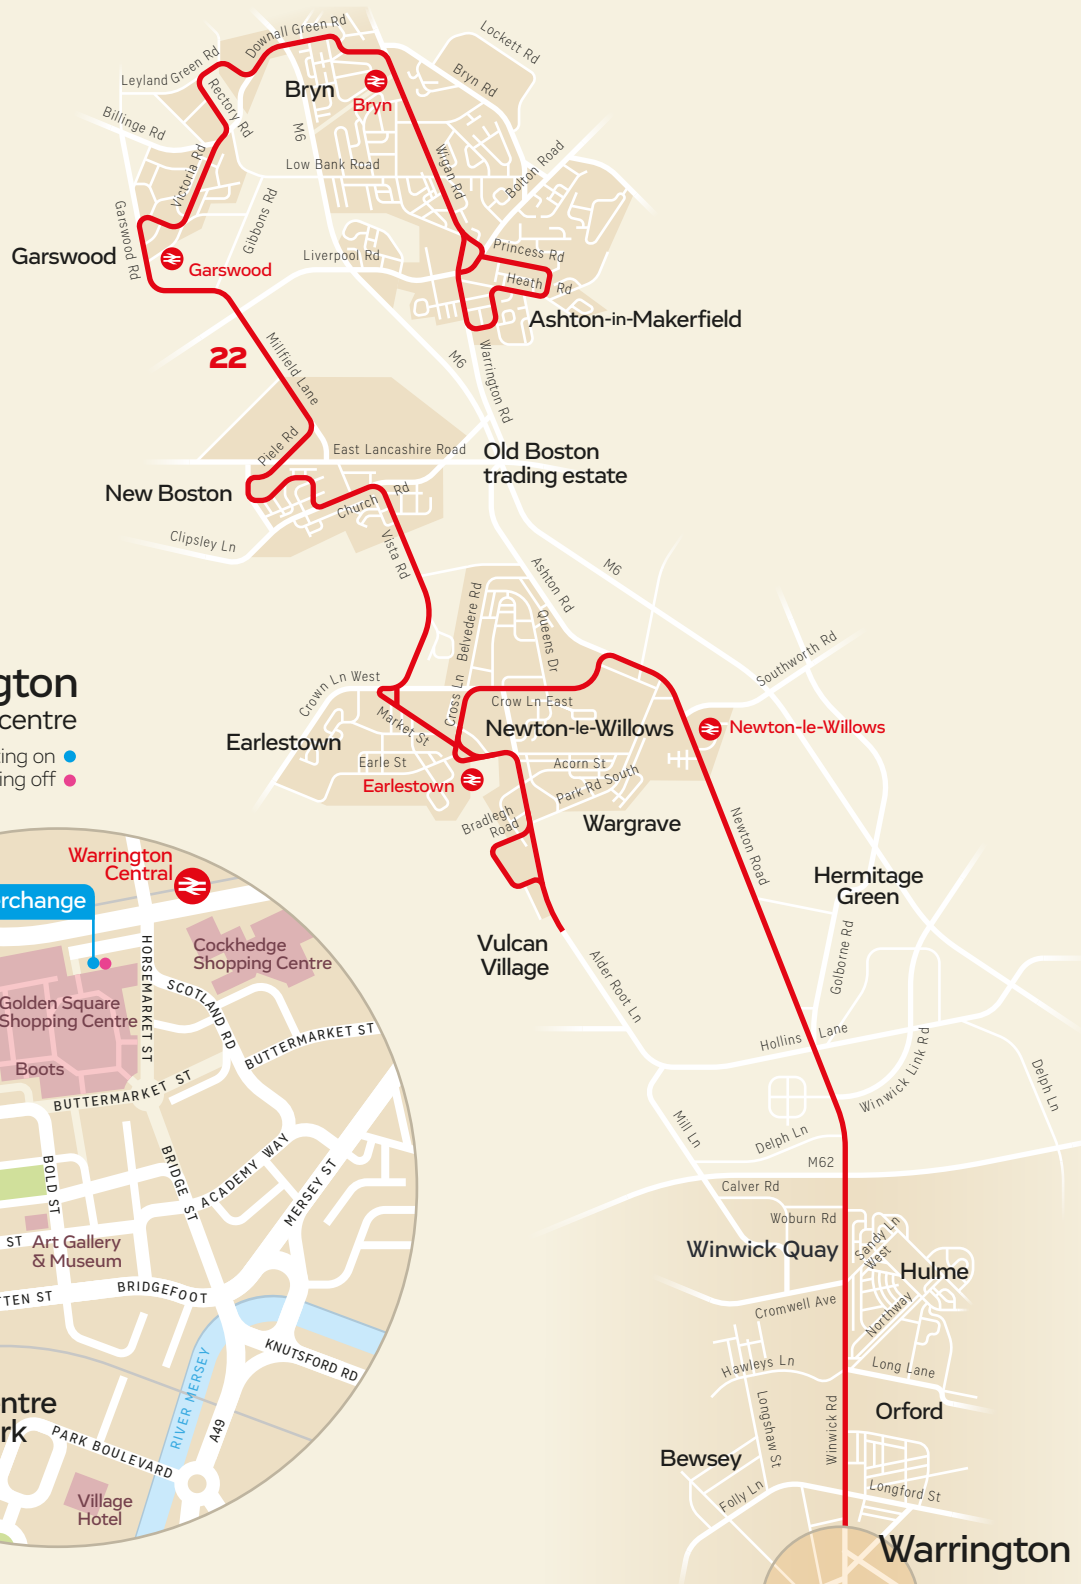 Downall Green Rd
Lockett Rd
Leyland Green Rd
Bryn Rd
Bryn
Bryn
Rectory Rd
Billinge Rd
M6
Wigan Rd
Bolton Road
Victoria Rd
Low Bank Road
Garswood Rd
Gibbons Rd
Garswood
Garswood
Liverpool Rd
Princess Rd
Heath Rd
Ashton-in-Makerfield
22
Millfield Lane
M6
Warrington Rd
Piele Rd
East Lancashire Road
Old Boston
trading estate
New Boston
Church Rd
Clipsley Ln
Vista Rd
Ashton Rd
M6
Belvedere Rd
Queens Dr
Southworth Rd
Crown Ln West
Cross Ln
Crow Ln East
Market St
Newton-le-Willows
Newton-le-Willows
Earlestown
Earle St
Acorn St
Earlestown
Park Rd South
Bradlegh
Road
Wargrave
Newton Road
Hermitage
Green
Vulcan
Village
Golborne Rd
Alder Root Ln
Hollins Lane
Winwick Link Rd
Delph Ln
Mill Ln
Delph Ln
M62
Calver Rd
Woburn Rd
Sandy Ln
West
Winwick Quay
Hulme
Cromwell Ave
Northway
Hawleys Ln
Long Lane
Longshaw St
Winwick Rd
Orford
Bewsey
Folly Ln
Longford St
Warrington
gton
centre
ing on
ing off
Warrington
Central
rchange
HORSEMARKET ST
Cockhedge
Shopping Centre
SCOTLAND RD
Golden Square
Shopping Centre
BUTTERMARKET ST
Boots
BUTTERMARKET ST
BOLD ST
BRIDGE ST
ACADEMY WAY
MERSEY ST
ST
Art Gallery
& Museum
TEN ST
BRIDGEFOOT
KNUTSFORD RD
RIVER MERSEY
ntre
rk
A49
PARK BOULEVARD
Village
Hotel